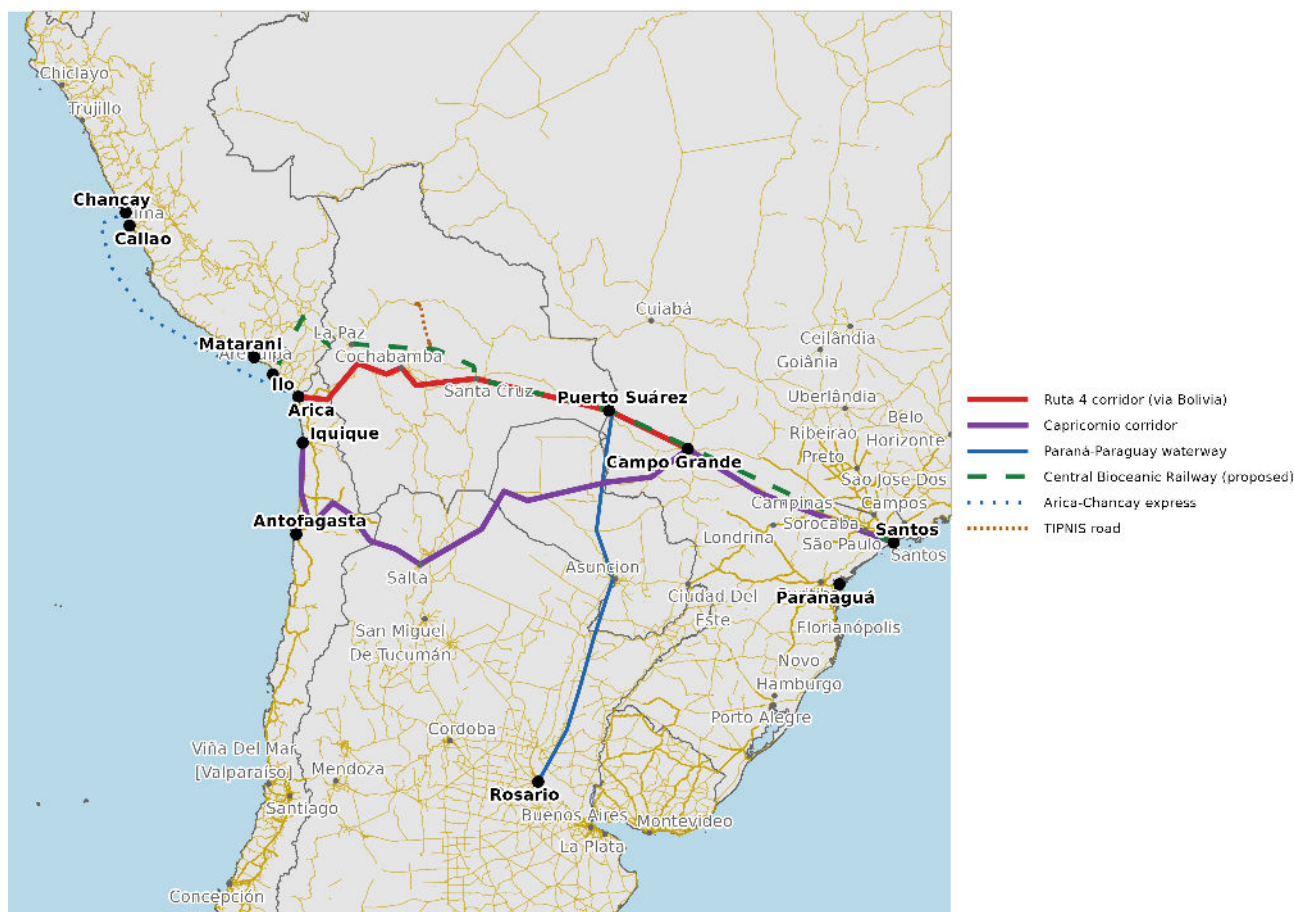 Chiclayo
Trujillo
Chancay
Lima
Callao
Cuiabá
La Paz
Matarani
Arequipa
Cochabamba
Ceilândia
Goiânia
Ilo
Santa Cruz
Puerto Suárez
Arica
Uberlândia
Belo
Horizonte
Iquique
Ribeirao
Preto
Campo Grande
São José Dos
Campos
Campinas
Antofagasta
Sorocaba
Santos
Londrina
São Paulo
Santos
Asuncion
Salta
Ciudad Del
Este
Curitiba
Paranaguá
Florianópolis
San Miguel
De Tucumán
Novo
Hamburgo
Porto Alegre
Cordoba
Viña Del Mar
[Valparaíso]
Mendoza
Rosario
Santiago
Buenos Aires
Montevideo
La Plata
Concepción
Ruta 4 corridor (via Bolivia)
Capricornio corridor
Paraná-Paraguay waterway
Central Bioceanic Railway (proposed)
Arica-Chancay express
TIPNIS road